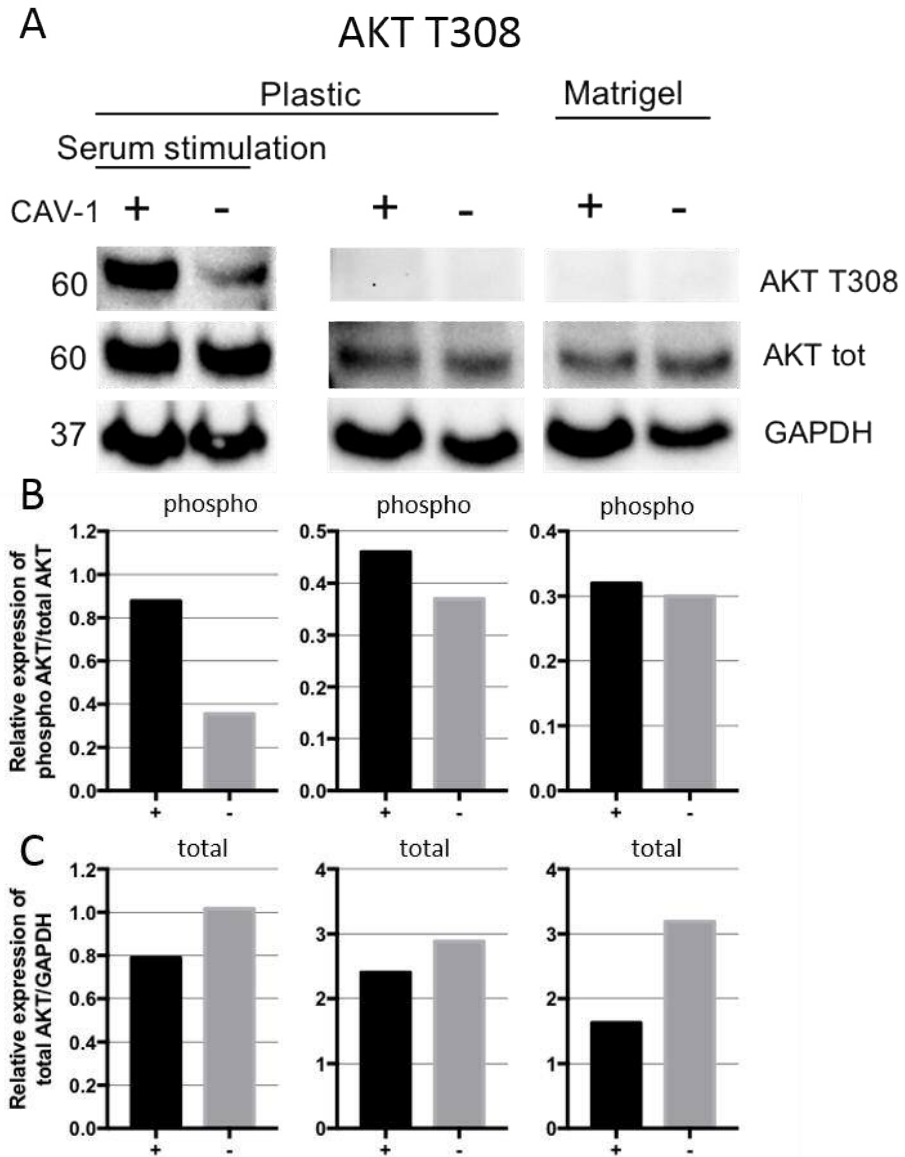 A
AKT T308
Plastic
Matrigel
Serum stimulation
CAV-1 + - + - + -
60 AKT T308
60 AKT tot
37 GAPDH
B
phospho phospho phospho
Relative expression of
phospho AKT/total AKT
1.2
1.0
0.8
0.6
0.4
0.2
0.0
+ -
0.5
0.4
0.3
0.2
0.1
0.0
+ -
0.4
0.3
0.2
0.1
0.0
+ -
C
total total total
Relative expression of
total AKT/GAPDH
1.2
1.0
0.8
0.6
0.4
0.2
0.0
+ -
4
3
2
1
0
+ -
4
3
2
1
0
+ -